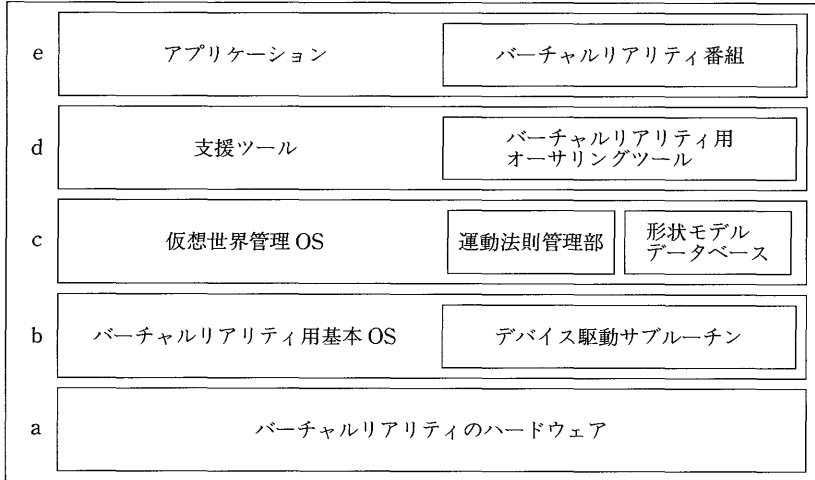 e アプリケーション バーチャルリアリティ番組
d 支援ツール バーチャルリアリティ用
オーサリングツール
c 仮想世界管理 OS 運動法則管理部 形状モデル
データベース
b バーチャルリアリティ用基本 OS デバイス駆動サブルーチン
a バーチャルリアリティのハードウェア